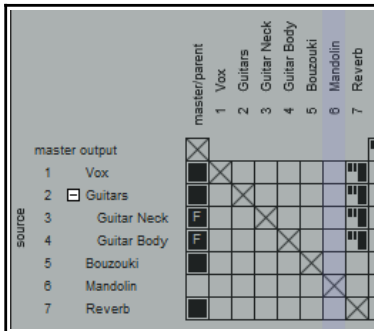 master/parent
1 Vox
2 Guitars
3 Guitar Neck
4 Guitar Body
5 Bouzouki
6 Mandolin
7 Reverb
source
master output
1 Vox
2 Guitars
3 Guitar Neck F
4 Guitar Body F
5 Bouzouki
6 Mandolin
7 Reverb